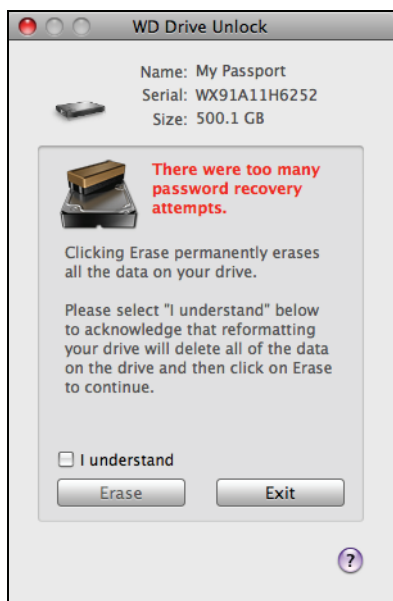 WD Drive Unlock
Name: My Passport
Serial: WX91A11H6252
Size: 500.1 GB
There were too many
password recovery
attempts.
Clicking Erase permanently erases
all the data on your drive.
Please select "I understand" below
to acknowledge that reformatting
your drive will delete all of the data
on the drive and then click on Erase
to continue.
I understand
Erase Exit
?